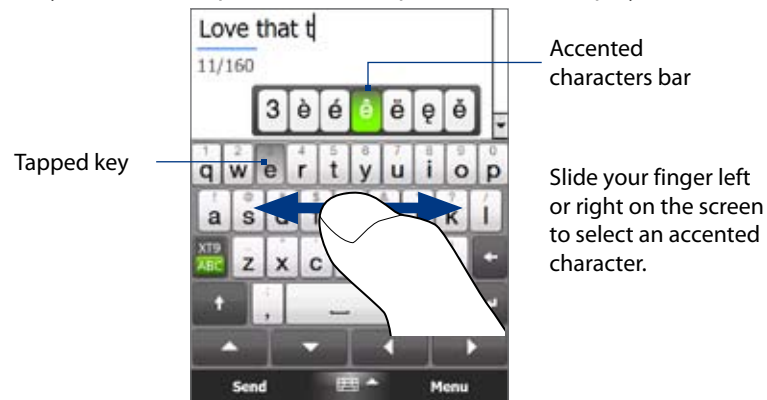 Love that t
11/160
Accented
characters bar
3 è é ê ë ę ě
Tapped key
1 2 3 4 5 6 7 8 9 0
q w e r t y u i o p
Slide your finger left
or right on the screen
to select an accented
character.
a s d k l
XT9
ABC z x c
,
Send Menu